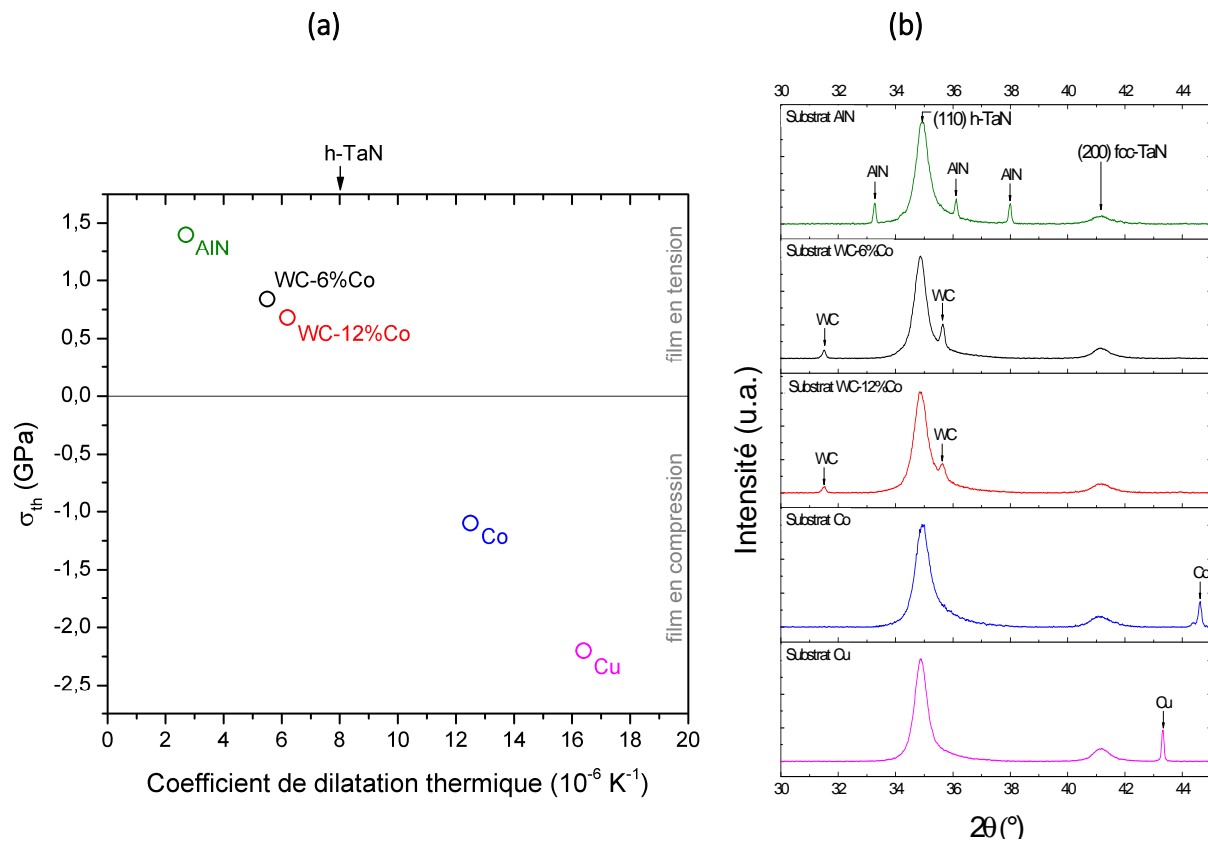 (a)
h-TaN
1,5
1,0
0,5
0,0
-0,5
-1,0
-1,5
-2,0
-2,5
σth (GPa)
AlN
WC-6%Co
WC-12%Co
Co
Cu
film en tension
film en compression
0 2 4 6 8 10 12 14 16 18 20
Coefficient de dilatation thermique (10-6 K-1)
(b)
30 32 34 36 38 40 42 44
Substrat AlN
(110) h-TaN
(200) fcc-TaN
AlN
AlN
AlN
Substrat WC-6%Co
WC
WC
Substrat WC-12%Co
WC
WC
Substrat Co
Co
Substrat Cu
Cu
Intensité (u.a.)
30 32 34 36 38 40 42 44
2θ (°)